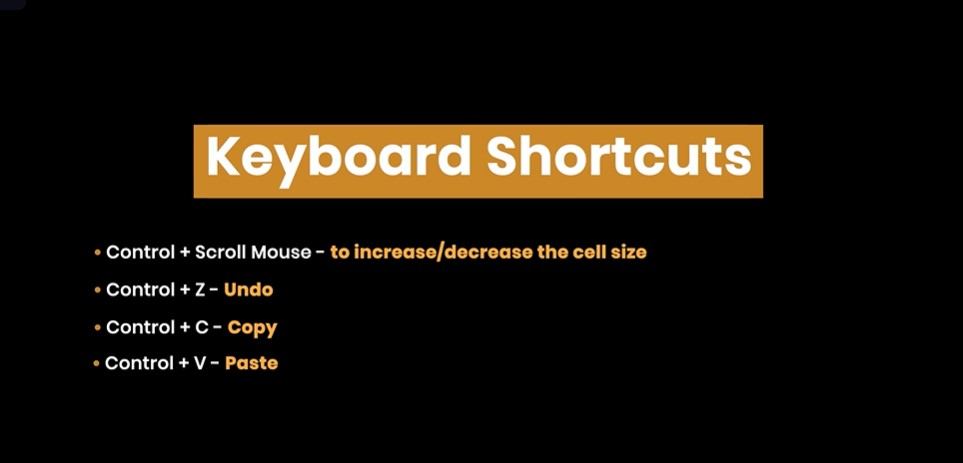 Keyboard Shortcuts
• Control + Scroll Mouse - to increase/decrease the cell size
• Control + Z - Undo
• Control + C - Copy
• Control + V - Paste